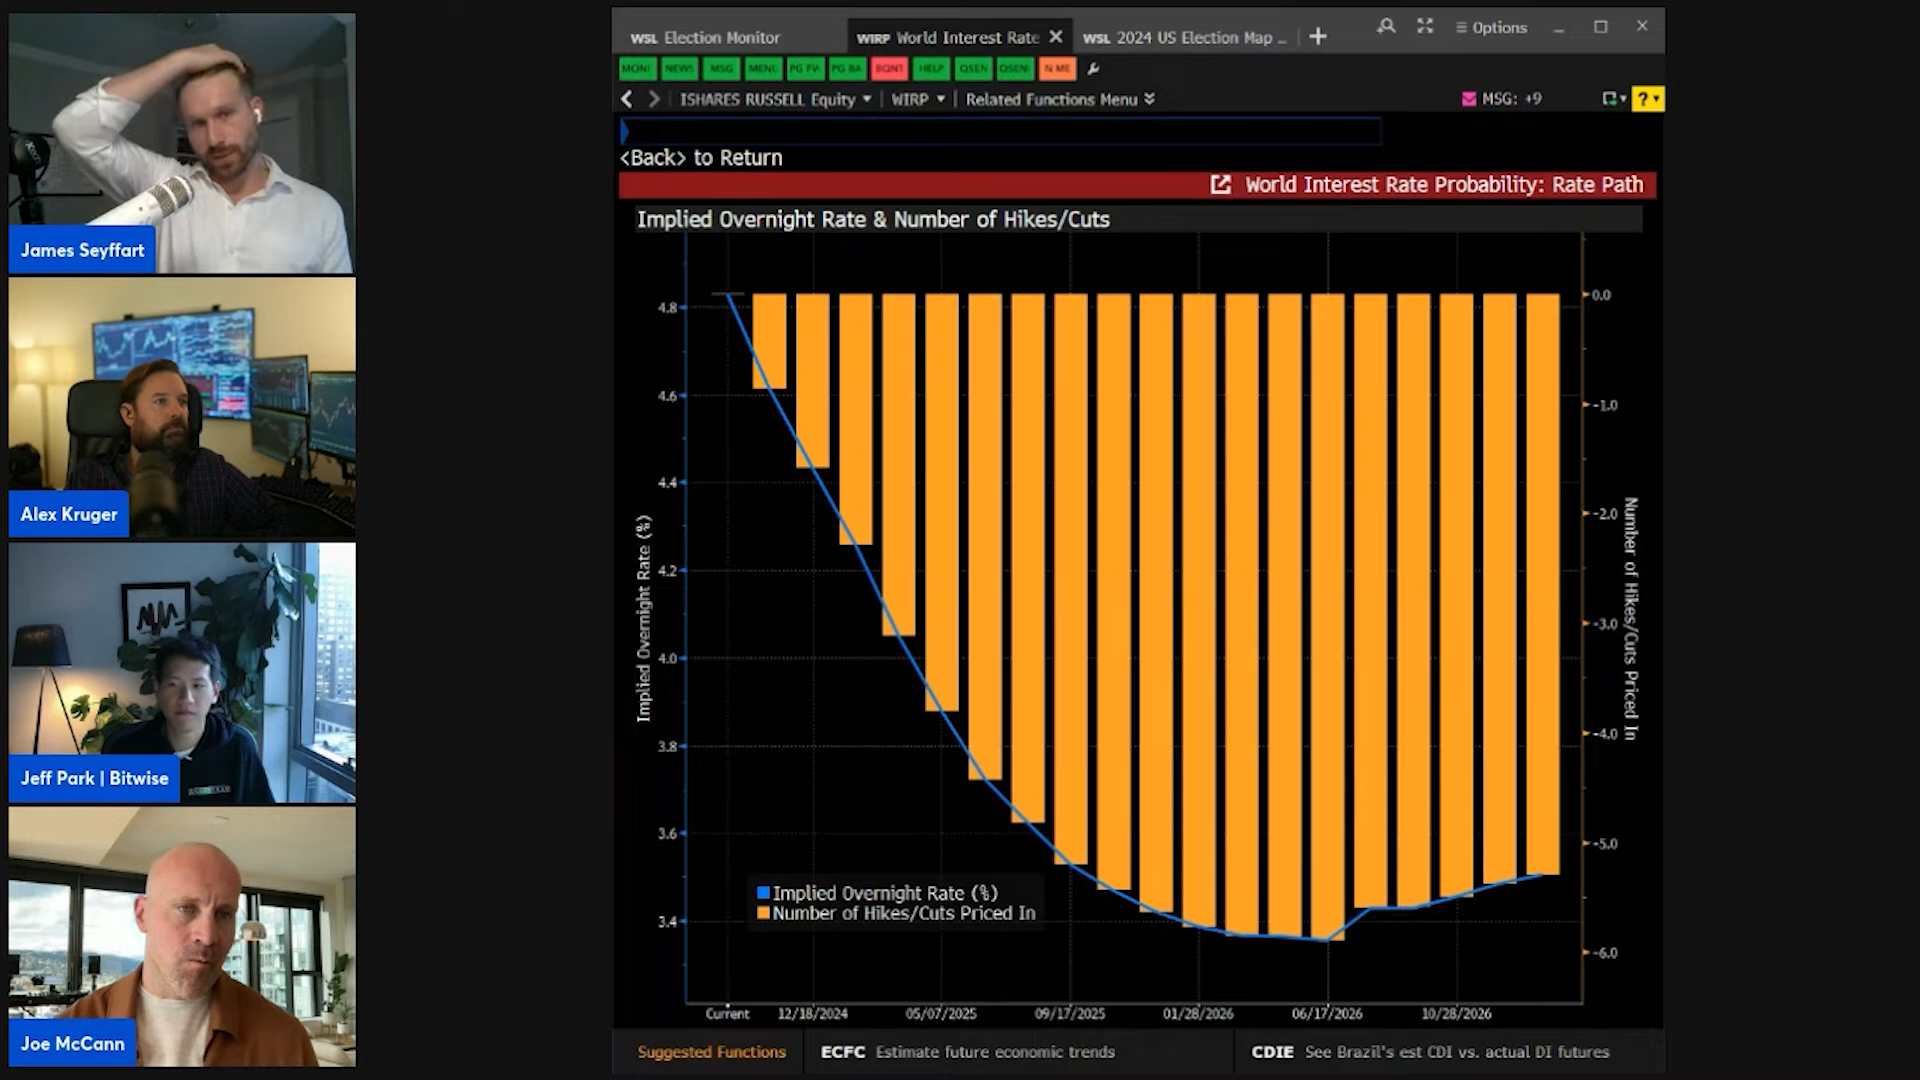 James Seyffart
Alex Kruger
Jeff Park | Bitwise
Joe McCann
WSL Election Monitor
WIRP World Interest Rate
WSL 2024 US Election Map ..
Options
NEWS
MSG
HELP
N ME
ISHARES RUSSELL Equity
WIRP
Related Functions Menu
MSG: +9
?
<Back> to Return
World Interest Rate Probability: Rate Path
Implied Overnight Rate & Number of Hikes/Cuts
Implied Overnight Rate (%)
4.8
4.6
4.4
4.2
4.0
3.8
3.6
3.4
0.0
-1.0
-2.0
-3.0
-4.0
-5.0
-6.0
Number of Hikes/Cuts Priced In
Implied Overnight Rate (%)
Number of Hikes/Cuts Priced In
Current 12/18/2024 05/07/2025 09/17/2025 01/28/2026 06/17/2026 10/28/2026
Suggested Functions
ECFC Estimate future economic trends
CDIE See Brazil's est CDI vs. actual DI futures